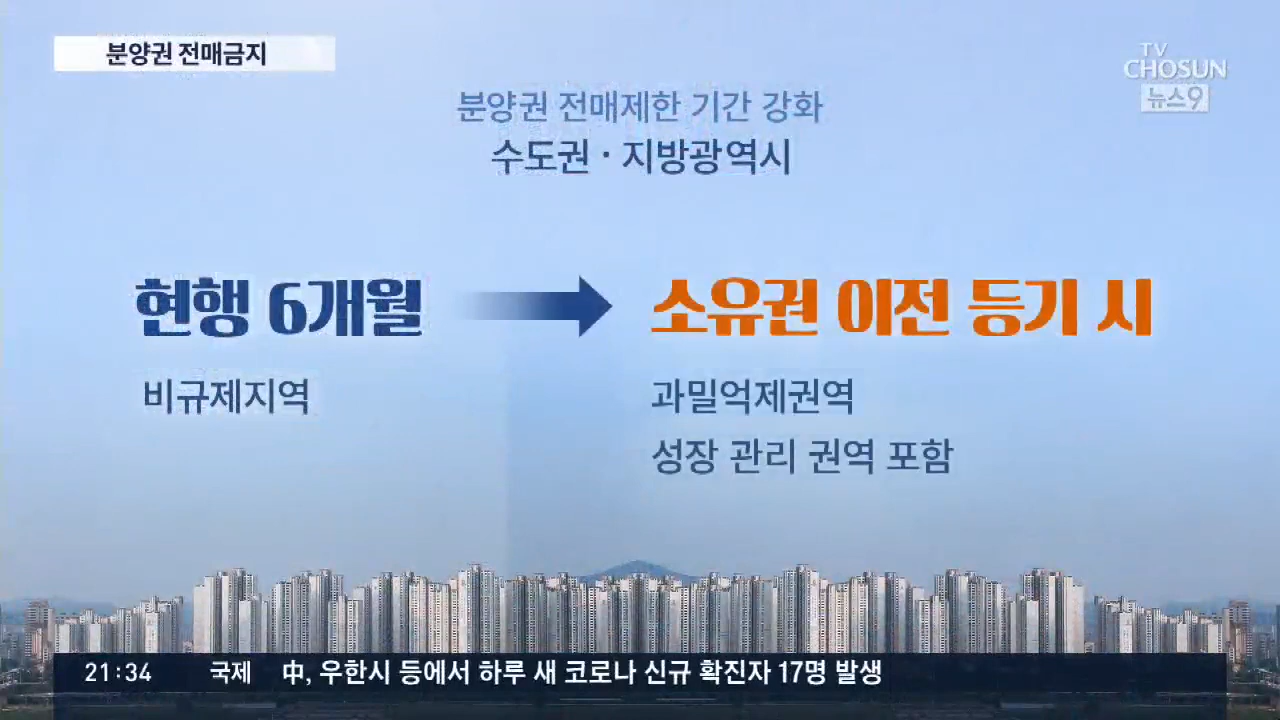 분양권 전매금지
TV
CHOSUN
뉴스9
분양권 전매제한 기간 강화
수도권·지방광역시
현행 6개월
소유권 이전 등기 시
비규제지역
과밀억제권역
성장 관리 권역 포함
21:34 국제 中, 우한시 등에서 하루 새 코로나 신규 확진자 17명 발생